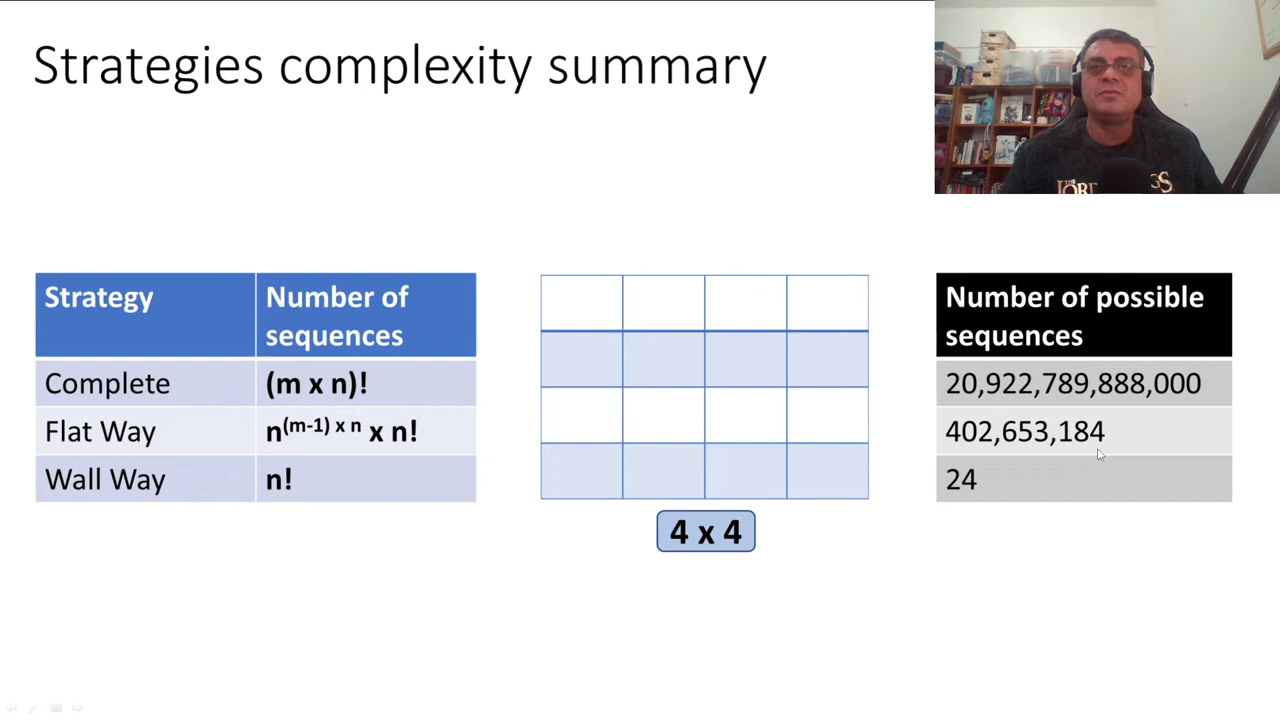 Strategies complexity summary
THE
Strategy
Number of
sequences
Complete
(m x n)!
Flat Way
n(m-1) x n x n!
Wall Way
n!
4 x 4
Number of possible
sequences
20,922,789,888,000
402,653,184
24